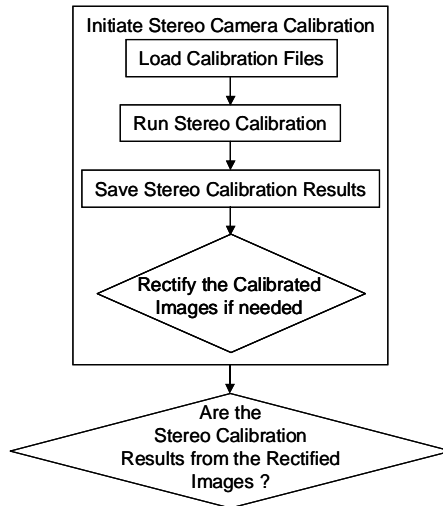 Initiate Stereo Camera Calibration
Load Calibration Files
Run Stereo Calibration
Save Stereo Calibration Results
Rectify the Calibrated
Images if needed
Are the
Stereo Calibration
Results from the Rectified
Images ?